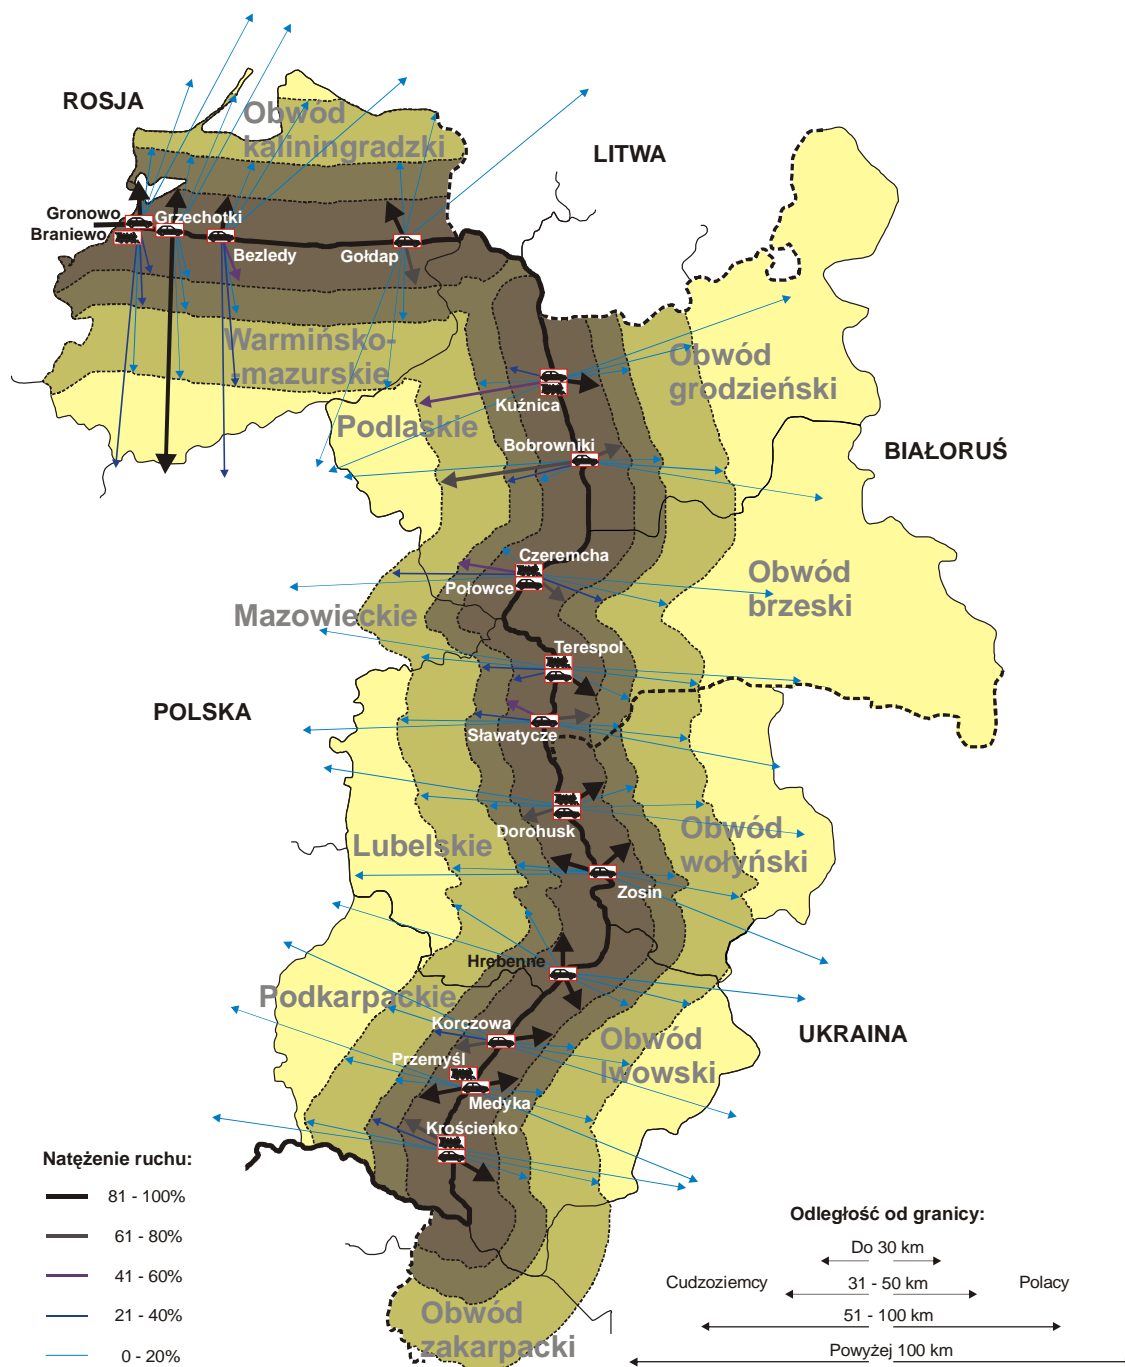 ROSJA
Obwód
kaliningradzki
LITWA
Gronowo
Grzechotki
Braniewo
Bezledy
Gołdap
Warmińsko-
-mazurskie
Obwód
grodzieński
Kuźnica
Podlaskie
Bobrowniki
BIAŁORUŚ
Czeremcha
Połowce
Obwód
brzeski
Mazowieckie
Terespol
POLSKA
Sławatycze
Dorohusk
Lubelskie
Obwód
wołyński
Zosin
Hrebenne
Podkarpackie
Korczowa
UKRAINA
Obwód
lwowski
Przemyśl
Medyka
Krościenko
Natężenie ruchu:
81 - 100%
61 - 80%
41 - 60%
21 - 40%
0 - 20%
Obwód
zakarpacki
Odległość od granicy:
Do 30 km
Cudzoziemcy
31 - 50 km
Polacy
51 - 100 km
Powyżej 100 km